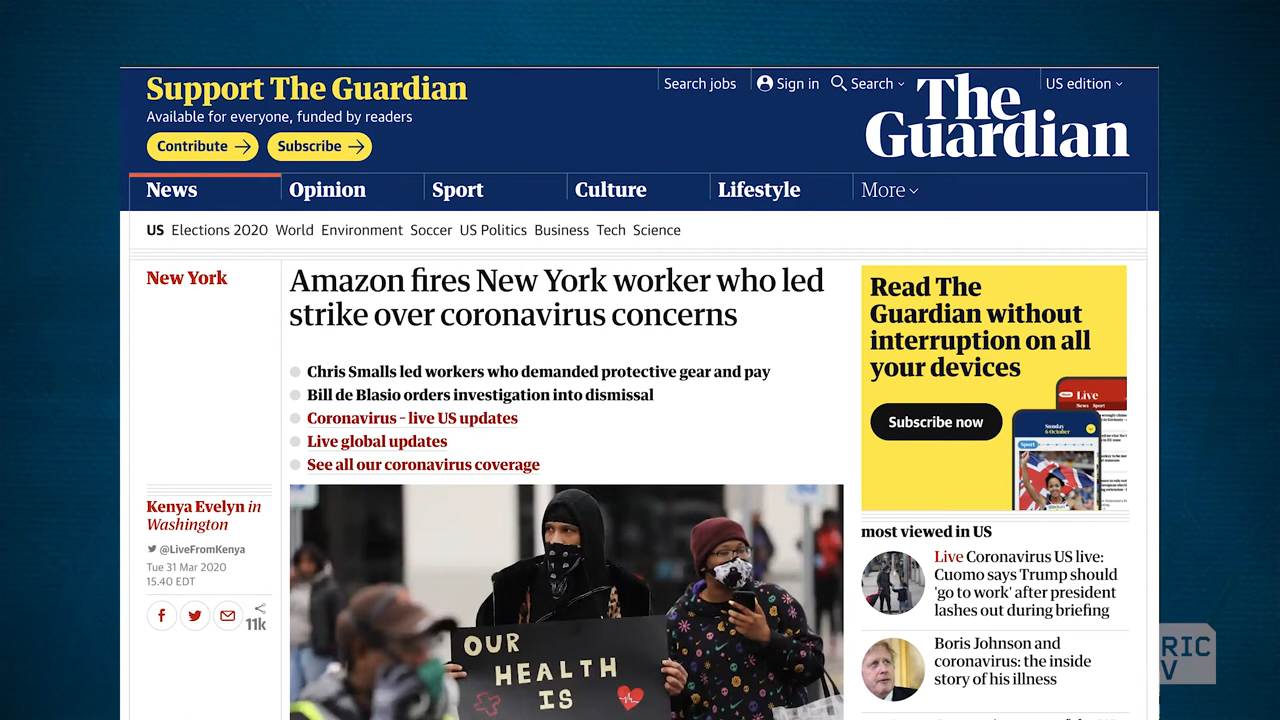 Support The Guardian
Available for everyone, funded by readers
Contribute
Subscribe
Search jobs
Sign in
Search
US edition
The
Guardian
News
Opinion
Sport
Culture
Lifestyle
More
US Elections 2020 World Environment Soccer US Politics Business Tech Science
New York
Amazon fires New York worker who led
strike over coronavirus concerns
Chris Smalls led workers who demanded protective gear and pay
Bill de Blasio orders investigation into dismissal
Coronavirus – live US updates
Live global updates
See all our coronavirus coverage
Kenya Evelyn in
Washington
@LiveFromKenya
Tue 31 Mar 2020
15.40 EDT
11k
OUR
HEALTH
IS
Read The
Guardian without
interruption on all
your devices
Subscribe now
Live
News Sport
Sunday
6 October
Sport
most viewed in US
Live Coronavirus US live:
Cuomo says Trump should
'go to work' after president
lashes out during briefing
Boris Johnson and
coronavirus: the inside
story of his illness
RIC
V